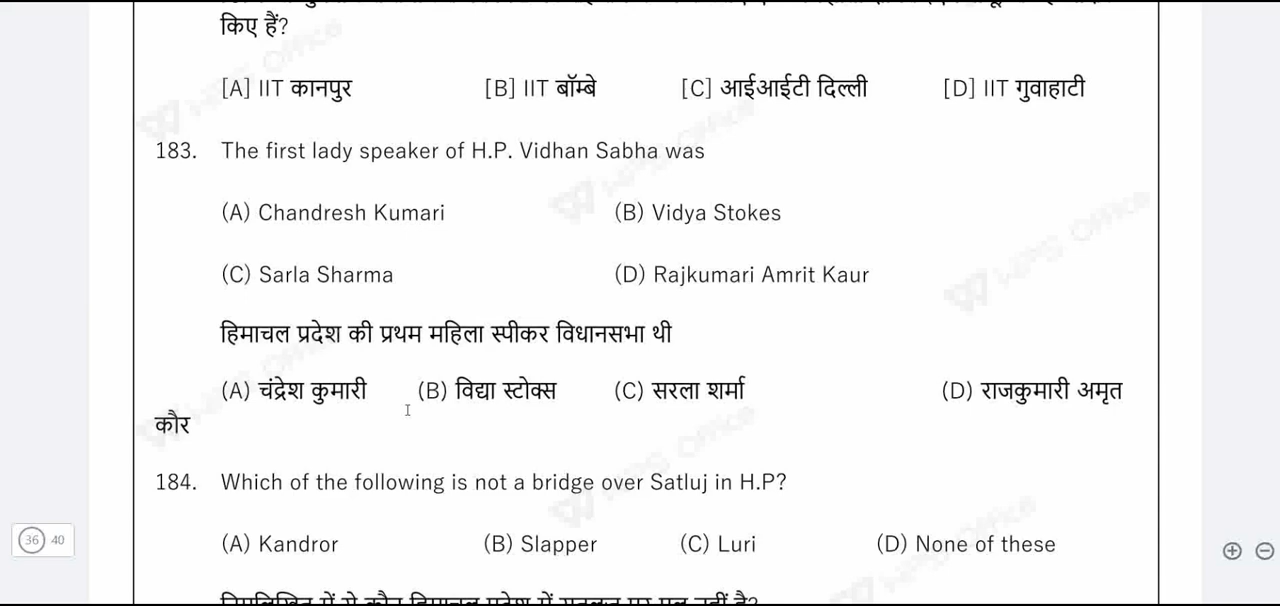 किए हैं?
[A] IIT कानपुर [B] IIT बॉम्बे [C] आईआईटी दिल्ली [D] IIT गुवाहाटी
183. The first lady speaker of H.P. Vidhan Sabha was
(A) Chandresh Kumari (B) Vidya Stokes
(C) Sarla Sharma (D) Rajkumari Amrit Kaur
हिमाचल प्रदेश की प्रथम महिला स्पीकर विधानसभा थी
(A) चंद्रेश कुमारी (B) विद्या स्टोक्स (C) सरला शर्मा (D) राजकुमारी अमृत
कौर
184. Which of the following is not a bridge over Satluj in H.P?
(A) Kandror (B) Slapper (C) Luri (D) None of these
36 40